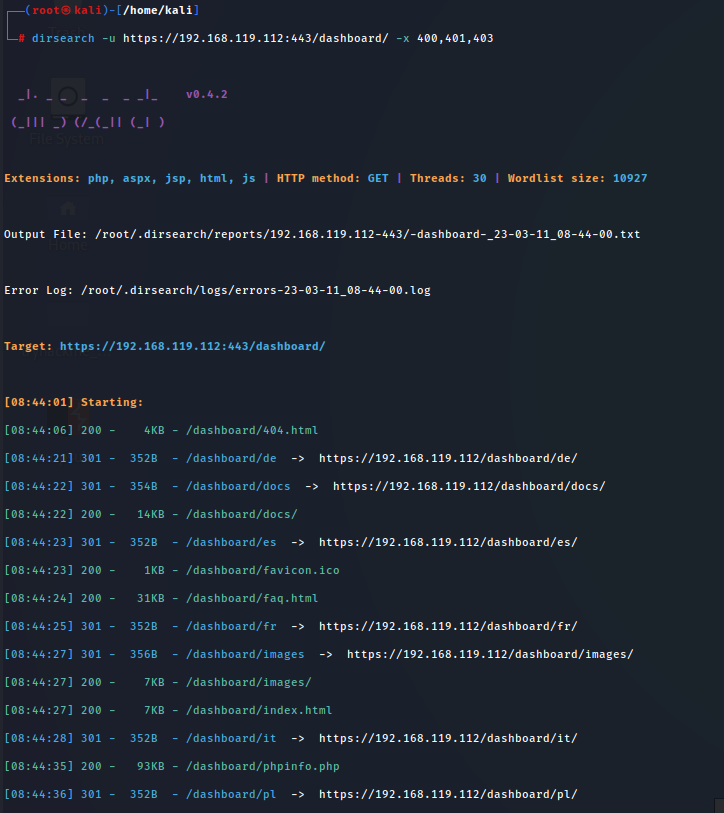 ┌──(root㉿kali)-[/home/kali]
└─# dirsearch -u https://192.168.119.112:443/dashboard/ -x 400,401,403
  _|. _ _  _  _  _ _|_    v0.4.2
 (_||| _) (/_(_|| (_| )
File System
Extensions: php, aspx, jsp, html, js | HTTP method: GET | Threads: 30 | Wordlist size: 10927
Output File: /root/.dirsearch/reports/192.168.119.112-443/-dashboard-_23-03-11_08-44-00.txt
Home
Error Log: /root/.dirsearch/logs/errors-23-03-11_08-44-00.log
Target: https://192.168.119.112:443/dashboard/
[08:44:01] Starting:
[08:44:06] 200 -    4KB - /dashboard/404.html
[08:44:21] 301 -  352B  - /dashboard/de  ->  https://192.168.119.112/dashboard/de/
[08:44:22] 301 -  354B  - /dashboard/docs  ->  https://192.168.119.112/dashboard/docs/
[08:44:22] 200 -   14KB - /dashboard/docs/
[08:44:23] 301 -  352B  - /dashboard/es  ->  https://192.168.119.112/dashboard/es/
[08:44:23] 200 -    1KB - /dashboard/favicon.ico
[08:44:24] 200 -   31KB - /dashboard/faq.html
[08:44:25] 301 -  352B  - /dashboard/fr  ->  https://192.168.119.112/dashboard/fr/
[08:44:27] 301 -  356B  - /dashboard/images  ->  https://192.168.119.112/dashboard/images/
[08:44:27] 200 -    7KB - /dashboard/images/
[08:44:27] 200 -    7KB - /dashboard/index.html
[08:44:28] 301 -  352B  - /dashboard/it  ->  https://192.168.119.112/dashboard/it/
[08:44:35] 200 -   93KB - /dashboard/phpinfo.php
[08:44:36] 301 -  352B  - /dashboard/pl  ->  https://192.168.119.112/dashboard/pl/